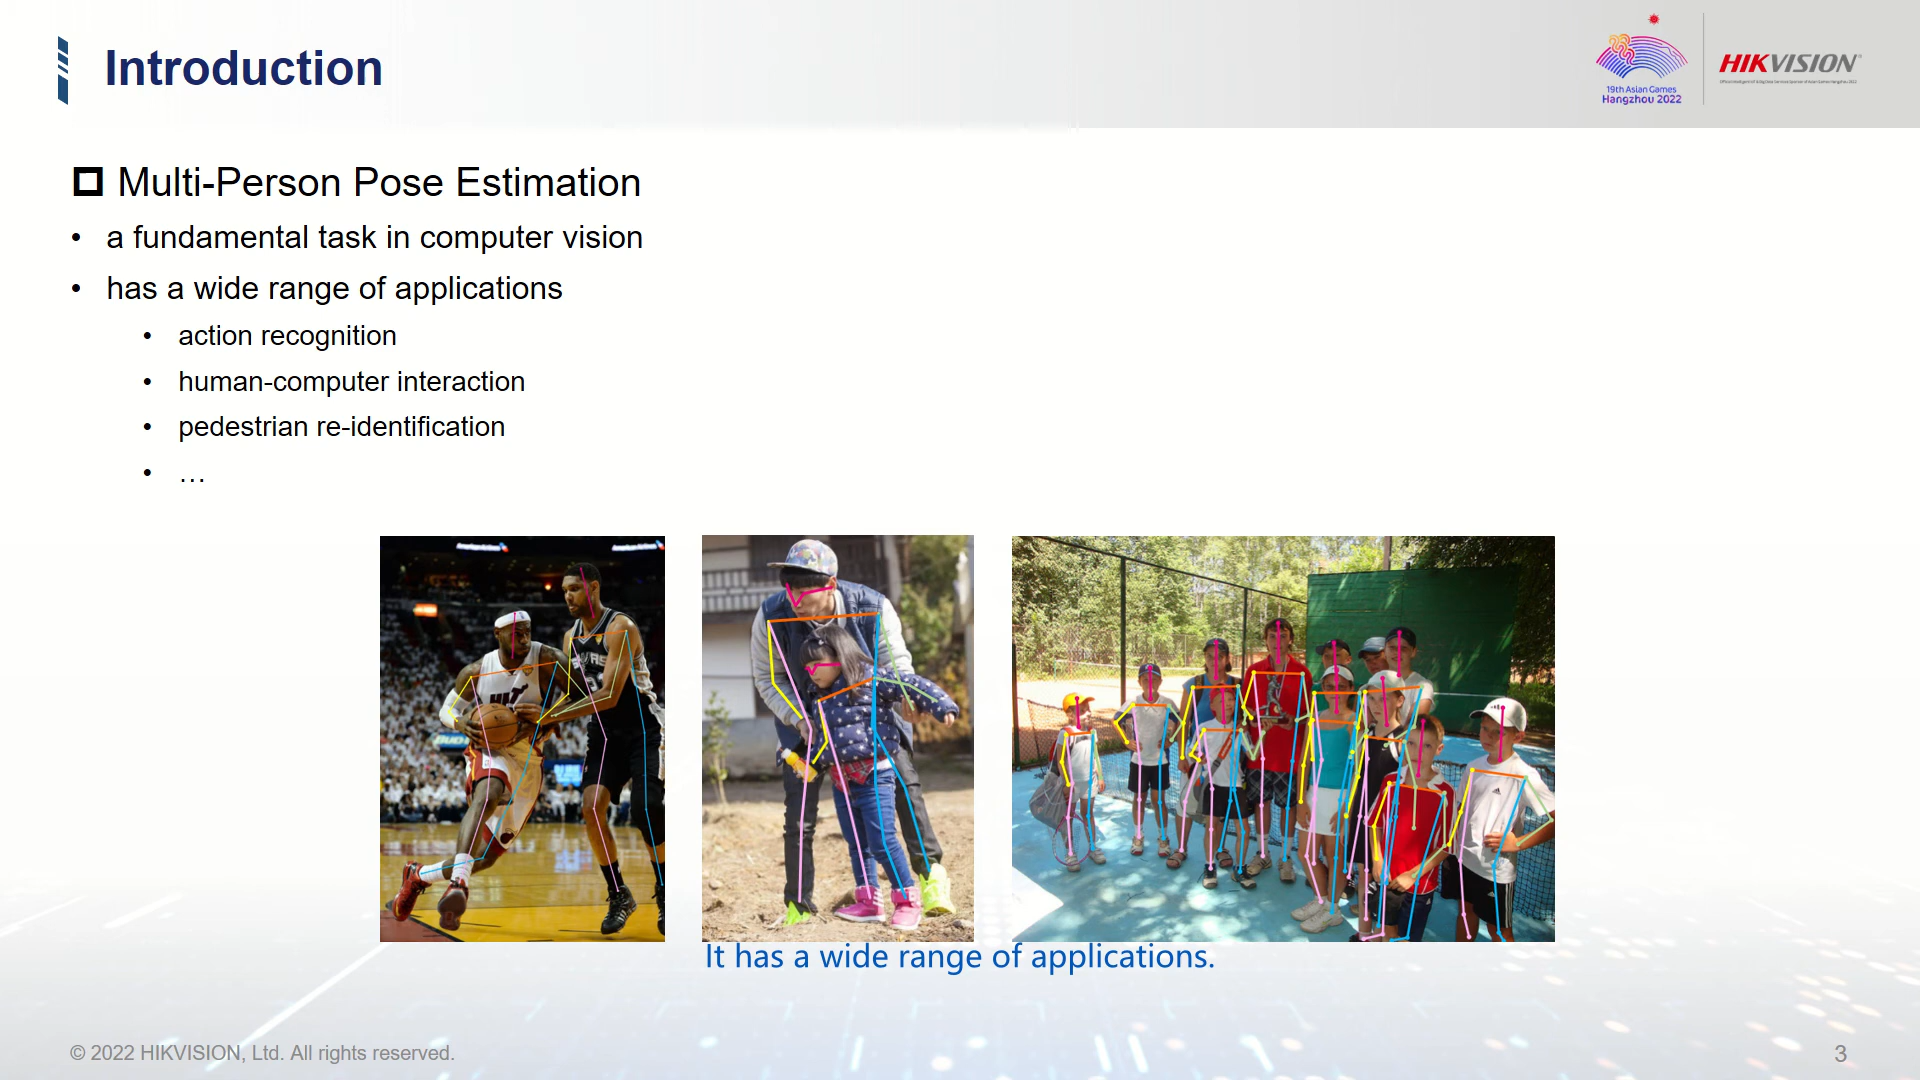 Introduction
19th Asian Games
Hangzhou 2022
HIKVISION
Multi-Person Pose Estimation
• a fundamental task in computer vision
• has a wide range of applications
• action recognition
• human-computer interaction
• pedestrian re-identification
• …
It has a wide range of applications.
© 2022 HIKVISION, Ltd. All rights reserved.
3